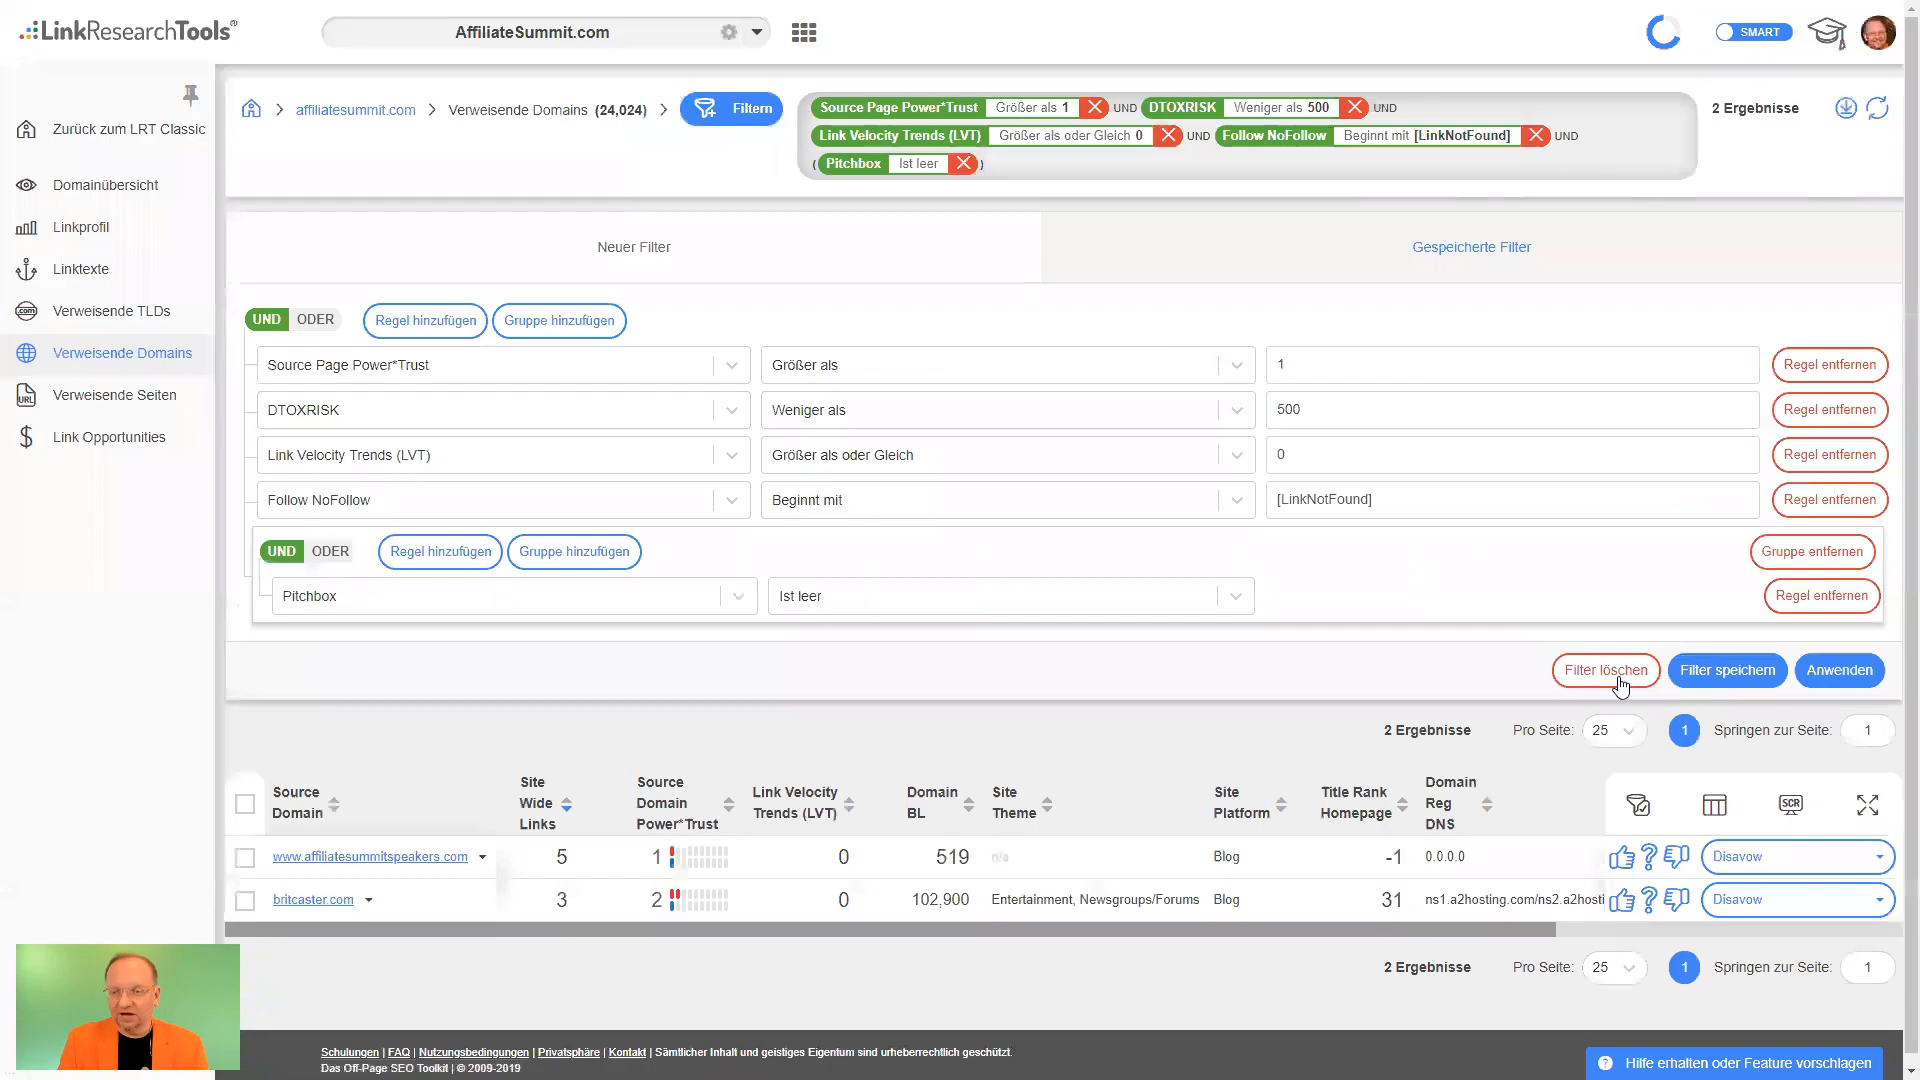 LinkResearchTools®
AffiliateSummit.com
SMART
Zurück zum LRT Classic
Domainübersicht
Linkprofil
Linktexte
.com
Verweisende TLDs
Verweisende Domains
URL
Verweisende Seiten
Link Opportunities
affiliatesummit.com
Verweisende Domains (24,024)
Filtern
Source Page Power*Trust Größer als 1 UND DTOXRISK Weniger als 500 UND
Link Velocity Trends (LVT) Größer als oder Gleich 0 UND Follow NoFollow Beginnt mit [LinkNotFound] UND
( Pitchbox Ist leer )
2 Ergebnisse
Neuer Filter
Gespeicherte Filter
UND ODER Regel hinzufügen Gruppe hinzufügen
Source Page Power*Trust Größer als 1 Regel entfernen
DTOXRISK Weniger als 500 Regel entfernen
Link Velocity Trends (LVT) Größer als oder Gleich 0 Regel entfernen
Follow NoFollow Beginnt mit [LinkNotFound] Regel entfernen
UND ODER Regel hinzufügen Gruppe hinzufügen Gruppe entfernen
Pitchbox Ist leer Regel entfernen
Filter löschen Filter speichern Anwenden
2 Ergebnisse Pro Seite: 25 1 Springen zur Seite: 1
Source Domain
Site Wide Links
Source Domain Power*Trust
Link Velocity Trends (LVT)
Domain BL
Site Theme
Site Platform
Title Rank Homepage
Domain Reg DNS
SCR
www.affiliatesummitspeakers.com 5 1 0 519 n/a Blog -1 0.0.0.0 Disavow
britcaster.com 3 2 0 102,900 Entertainment, Newsgroups/Forums Blog 31 ns1.a2hosting.com/ns2.a2hosti Disavow
2 Ergebnisse Pro Seite: 25 1 Springen zur Seite: 1
Schulungen | FAQ | Nutzungsbedingungen | Privatsphäre | Kontakt | Sämtlicher Inhalt und geistiges Eigentum sind urheberrechtlich geschützt.
Das Off-Page SEO Toolkit | © 2009-2019
Hilfe erhalten oder Feature vorschlagen